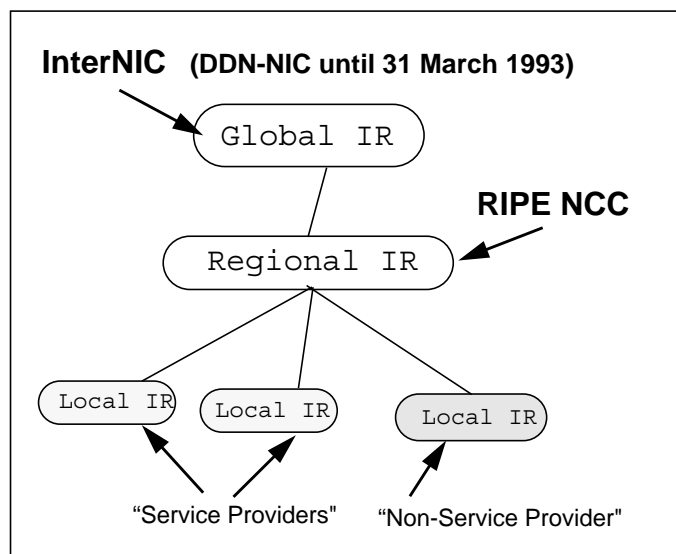 InterNIC (DDN-NIC until 31 March 1993)
Global IR
RIPE NCC
Regional IR
Local IR
Local IR
Local IR
“Service Providers"
“Non-Service Provider"